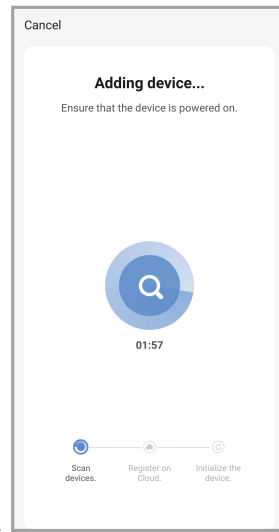 Cancel
Adding device...
Ensure that the device is powered on.
01:57
Scan
devices.
Register on
Cloud.
Initialize the
device.